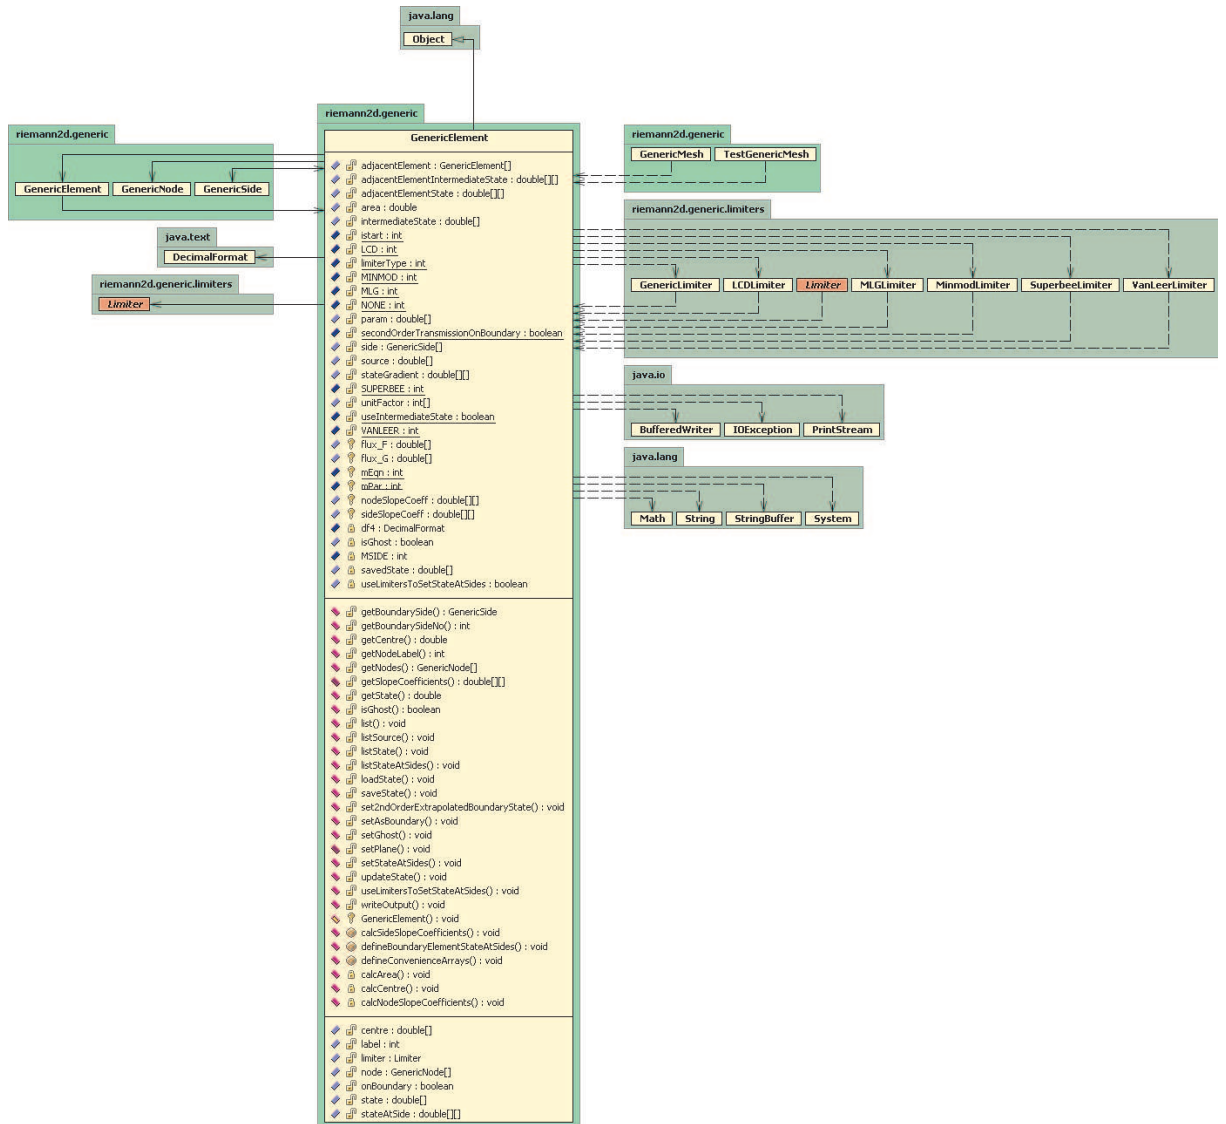 java.lang
Object
riemann2d.generic
GenericElement
GenericNode
GenericSide
java.text
DecimalFormat
riemann2d.generic.limiters
Limiter
riemann2d.generic
GenericElement
adjacentElement : GenericElement[]
adjacentElementIntermediateState : double[][]
adjacentElementState : double[][]
area : double
intermediateState : double[]
istart : int
LCD : int
limiterType : int
MINMOD : int
MLG : int
NONE : int
param : double[]
secondOrderTransmissionOnBoundary : boolean
side : GenericSide[]
source : double[]
stateGradient : double[][]
SUPERBEE : int
unitFactor : int[]
useIntermediateState : boolean
VANLEER : int
flux_F : double[]
flux_G : double[]
mEqn : int
mPar : int
nodeSlopeCoeff : double[][]
sideSlopeCoeff : double[][]
df4 : DecimalFormat
isGhost : boolean
MSIDE : int
savedState : double[]
useLimitersToSetStateAtSides : boolean
getBoundarySide() : GenericSide
getBoundarySideNo() : int
getCentre() : double
getNodeLabel() : int
getNodes() : GenericNode[]
getSlopeCoefficients() : double[][]
getState() : double
isGhost() : boolean
list() : void
listSource() : void
listState() : void
listStateAtSides() : void
loadState() : void
saveState() : void
set2ndOrderExtrapolatedBoundaryState() : void
setAsBoundary() : void
setGhost() : void
setPlane() : void
setStateAtSides() : void
updateState() : void
useLimitersToSetStateAtSides() : void
writeOutput() : void
GenericElement() : void
calcSideSlopeCoefficients() : void
defineBoundaryElementStateAtSides() : void
defineConvenienceArrays() : void
calcArea() : void
calcCentre() : void
calcNodeSlopeCoefficients() : void
centre : double[]
label : int
limiter : Limiter
node : GenericNode[]
onBoundary : boolean
state : double[]
stateAtSide : double[][]
riemann2d.generic
GenericMesh
TestGenericMesh
riemann2d.generic.limiters
GenericLimiter
LCDLimiter
Limiter
MLGLimiter
MinmodLimiter
SuperbeeLimiter
VanLeerLimiter
java.io
BufferedWriter
IOException
PrintStream
java.lang
Math
String
StringBuffer
System